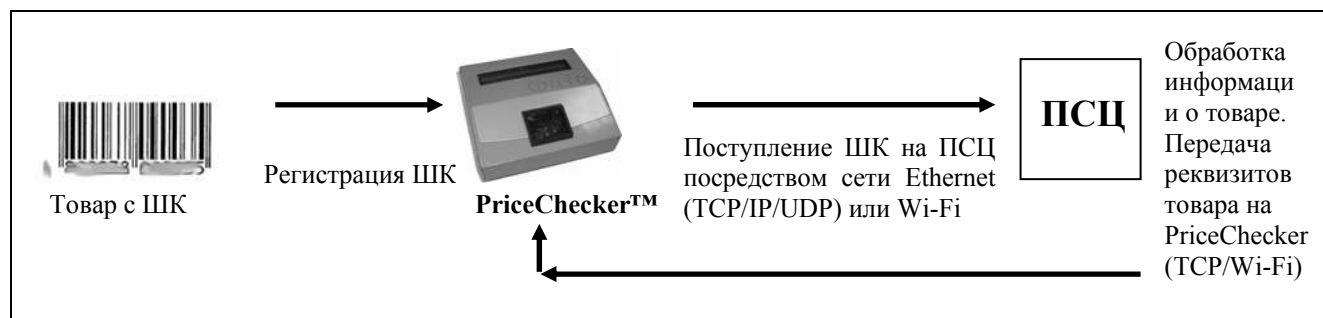 Товар с ШК
Регистрация ШК
PriceChecker™
Поступление ШК на ПСЦ
посредством сети Ethernet
(TCP/IP/UDP) или Wi-Fi
ПСЦ
Обработка
информаци
и о товаре.
Передача
реквизитов
товара на
PriceChecker
(TCP/Wi-Fi)